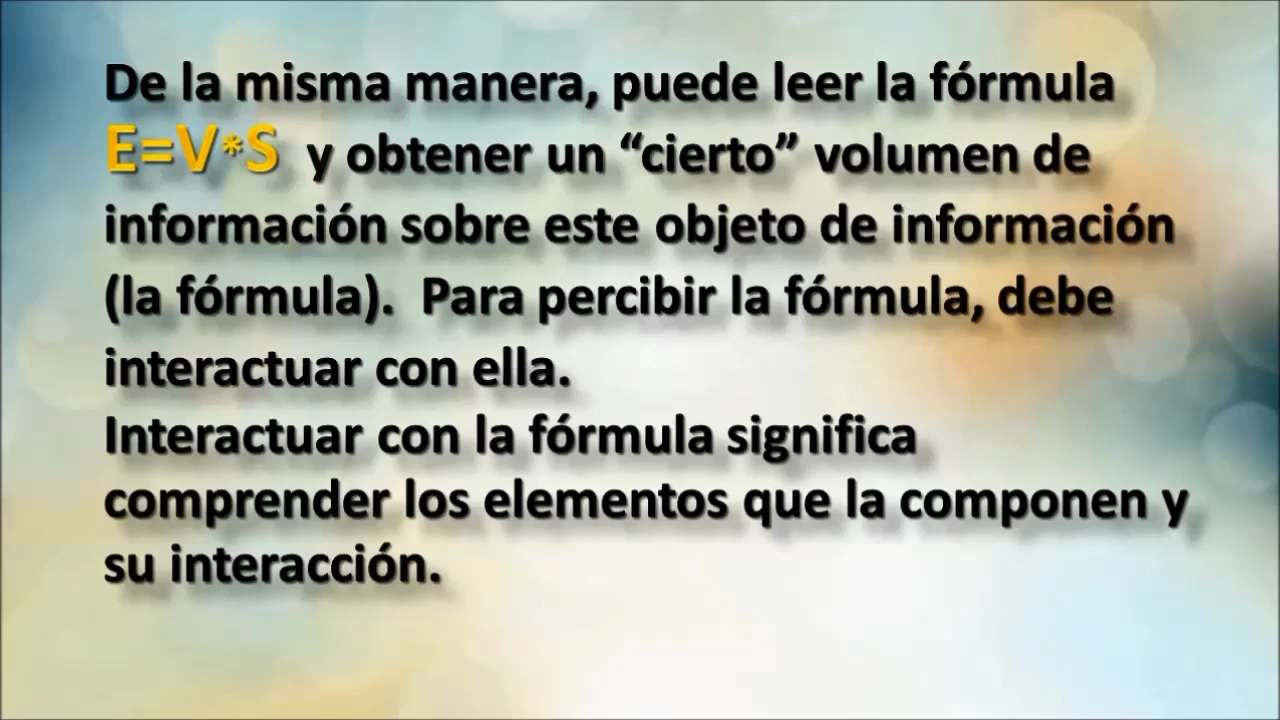 De la misma manera, puede leer la fórmula
E=V*S y obtener un “cierto” volumen de
información sobre este objeto de información
(la fórmula). Para percibir la fórmula, debe
interactuar con ella.
Interactuar con la fórmula significa
comprender los elementos que la componen y
su interacción.